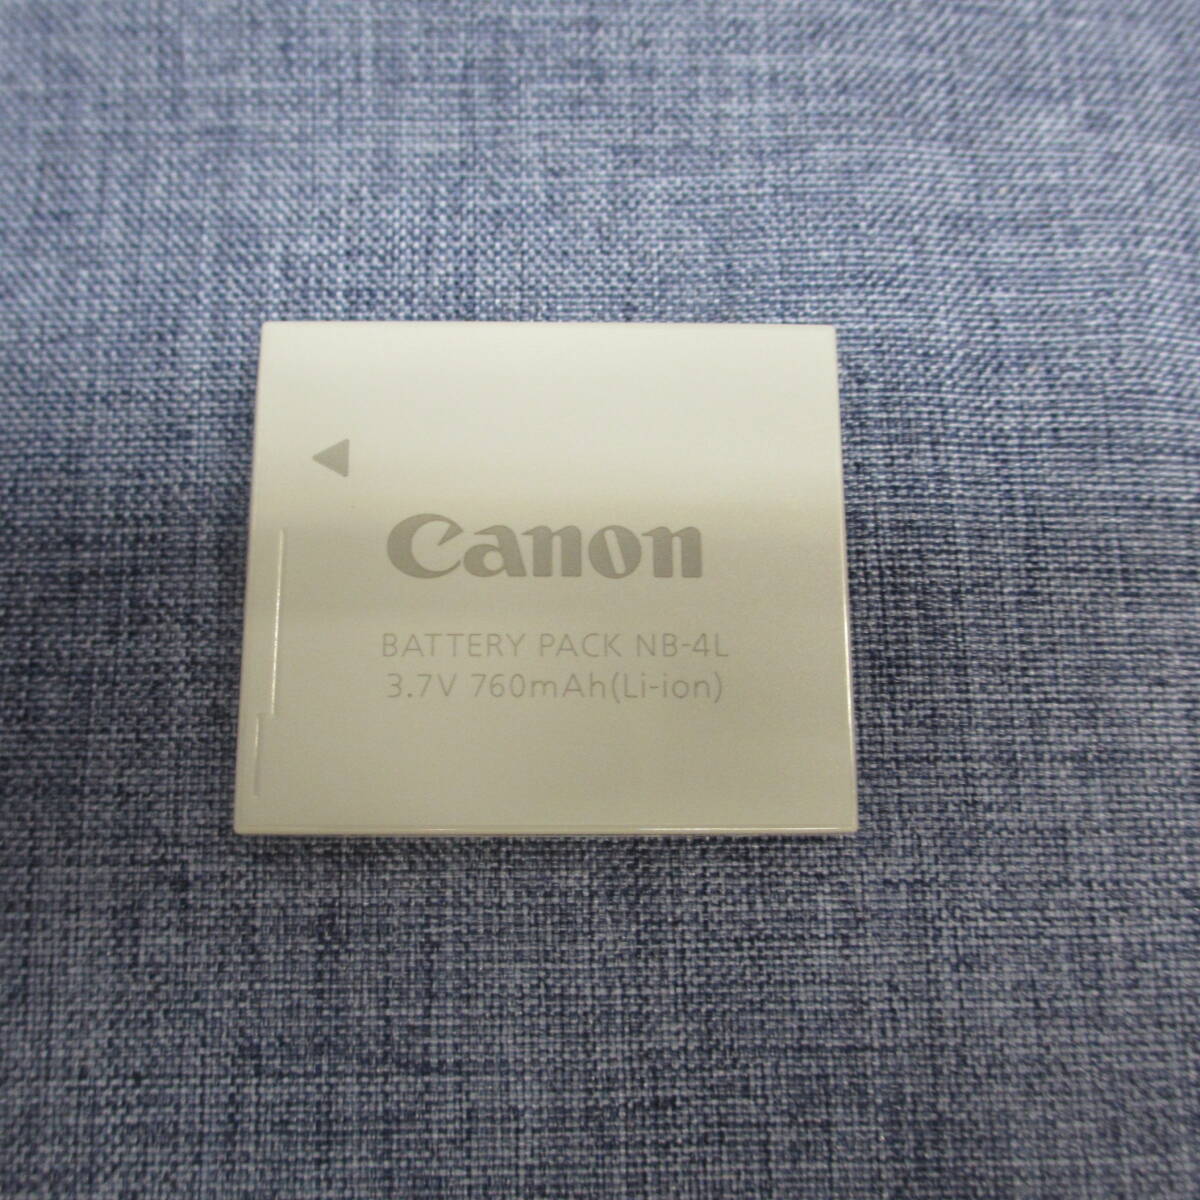 Canon
BATTERY PACK NB-4L
3.7V 760mAh(Li-ion)